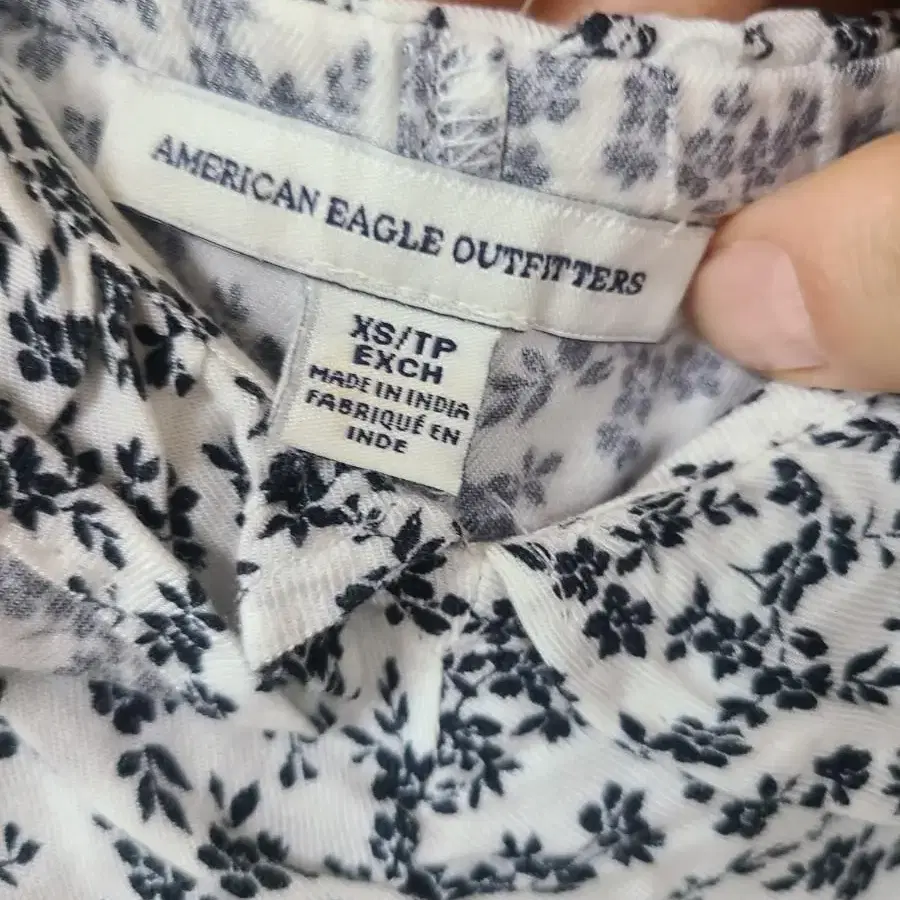 AMERICAN EAGLE OUTFITTERS
XS/TP
EXCH
MADE IN INDIA
FABRIQUÉ EN
INDE